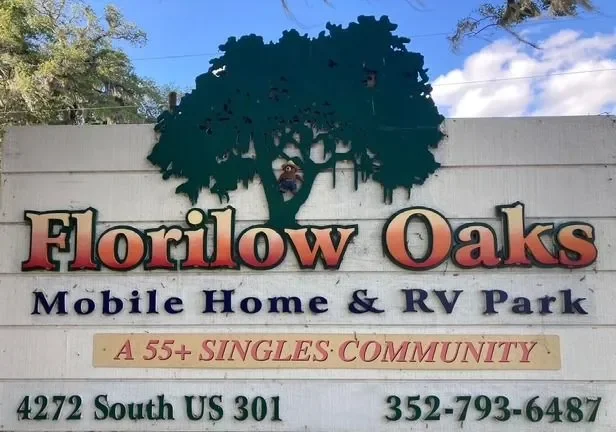 Florilow Oaks
Mobile Home & RV Park
A 55+ SINGLES COMMUNITY
4272 South US 301 352-793-6487